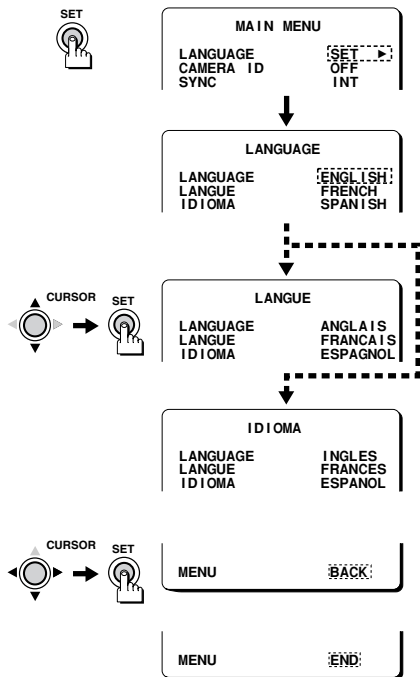 SET
MAIN MENU
LANGUAGE SET ►
CAMERA ID OFF
SYNC INT
LANGUAGE
LANGUAGE ENGLISH
LANGUE FRENCH
IDIOMA SPANISH
CURSOR SET
LANGUE
LANGUAGE ANGLAIS
LANGUE FRANCAIS
IDIOMA ESPAGNOL
IDIOMA
LANGUAGE INGLES
LANGUE FRANCES
IDIOMA ESPANOL
CURSOR SET
MENU BACK
MENU END